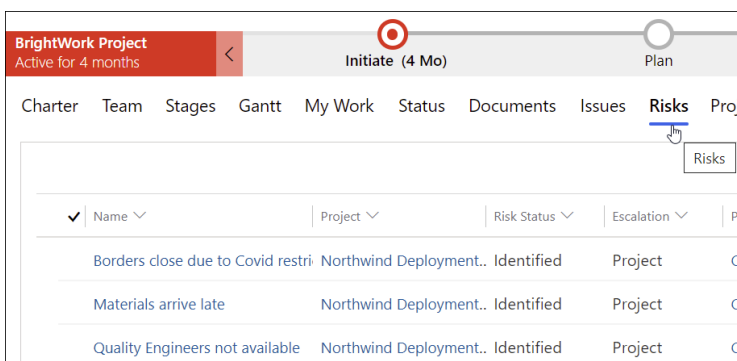 BrightWork Project
Active for 4 months
Initiate (4 Mo)
Plan
Charter Team Stages Gantt My Work Status Documents Issues Risks Proj
Risks
Name Project Risk Status Escalation P
Borders close due to Covid restri Northwind Deployment.. Identified Project
Materials arrive late Northwind Deployment.. Identified Project
Quality Engineers not available Northwind Deployment.. Identified Project